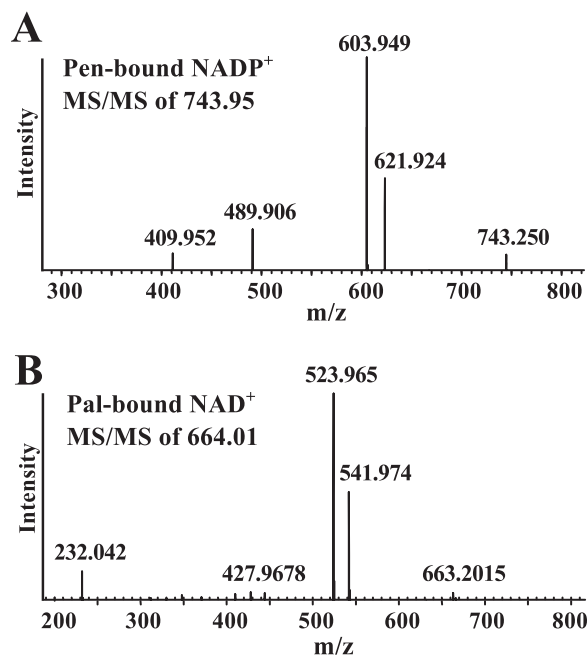 A
Pen-bound NADP+
MS/MS of 743.95
603.949
621.924
489.906
409.952
743.250
Intensity
300 400 500 600 700 800
m/z
B
Pal-bound NAD+
MS/MS of 664.01
523.965
541.974
232.042
427.9678
663.2015
Intensity
200 300 400 500 600 700 800
m/z